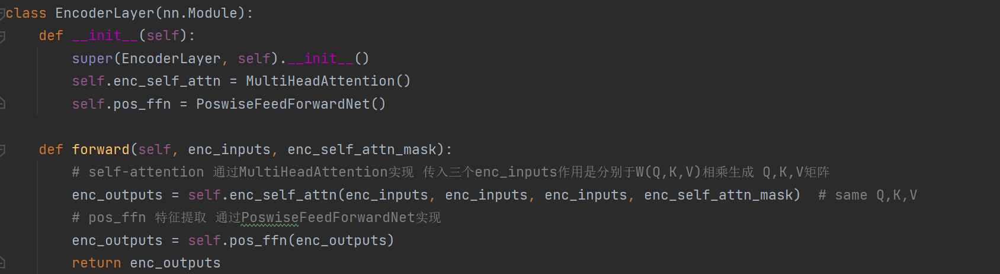 class EncoderLayer(nn.Module):
def __init__(self):
super(EncoderLayer, self).__init__()
self.enc_self_attn = MultiHeadAttention()
self.pos_ffn = PoswiseFeedForwardNet()
def forward(self, enc_inputs, enc_self_attn_mask):
# self-attention 通过MultiHeadAttention实现 传入三个enc_inputs作用是分别于W(Q,K,V)相乘生成 Q,K,V矩阵
enc_outputs = self.enc_self_attn(enc_inputs, enc_inputs, enc_inputs, enc_self_attn_mask)  # same Q,K,V
# pos_ffn 特征提取 通过PoswiseFeedForwardNet实现
enc_outputs = self.pos_ffn(enc_outputs)
return enc_outputs